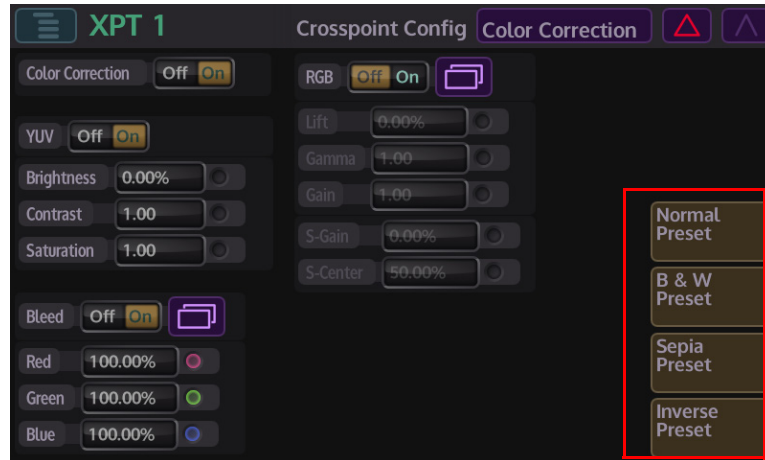 XPT 1
Crosspoint Config
Color Correction
Color Correction Off On
YUV Off On
Brightness 0.00%
Contrast 1.00
Saturation 1.00
Bleed Off On
Red 100.00%
Green 100.00%
Blue 100.00%
RGB Off On
Lift 0.00%
Gamma 1.00
Gain 1.00
S-Gain 0.00%
S-Center 50.00%
Normal
Preset
B & W
Preset
Sepia
Preset
Inverse
Preset